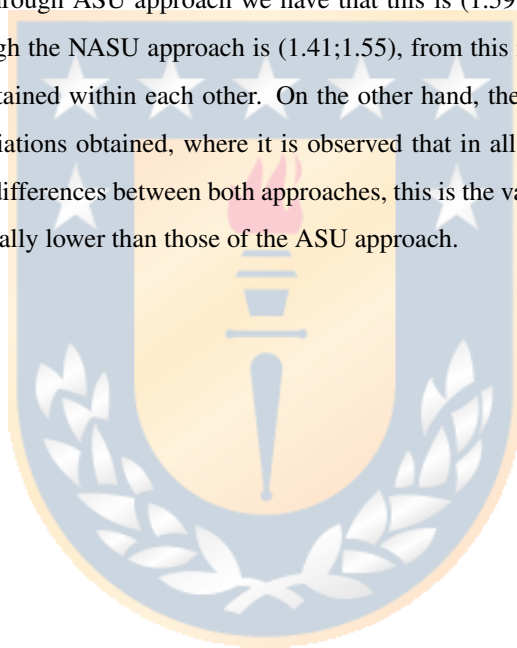 through ASU approach we have that this is (1.59
gh the NASU approach is (1.41;1.55), from this
tained within each other. On the other hand, the
iations obtained, where it is observed that in all
differences between both approaches, this is the va
ally lower than those of the ASU approach.